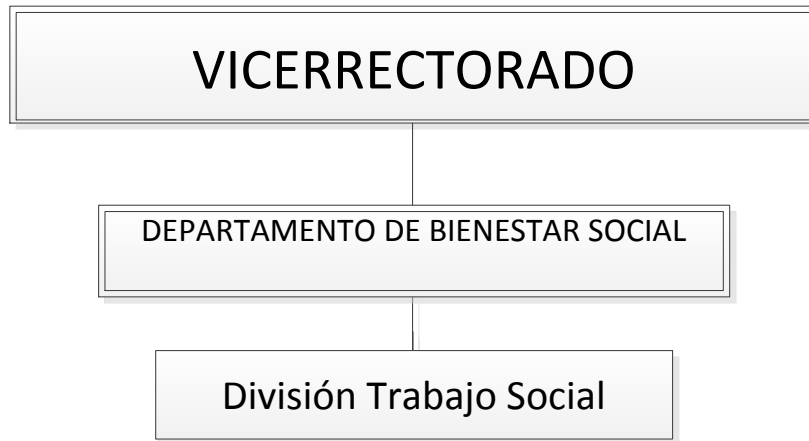 VICERRECTORADO
DEPARTAMENTO DE BIENESTAR SOCIAL
División Trabajo Social